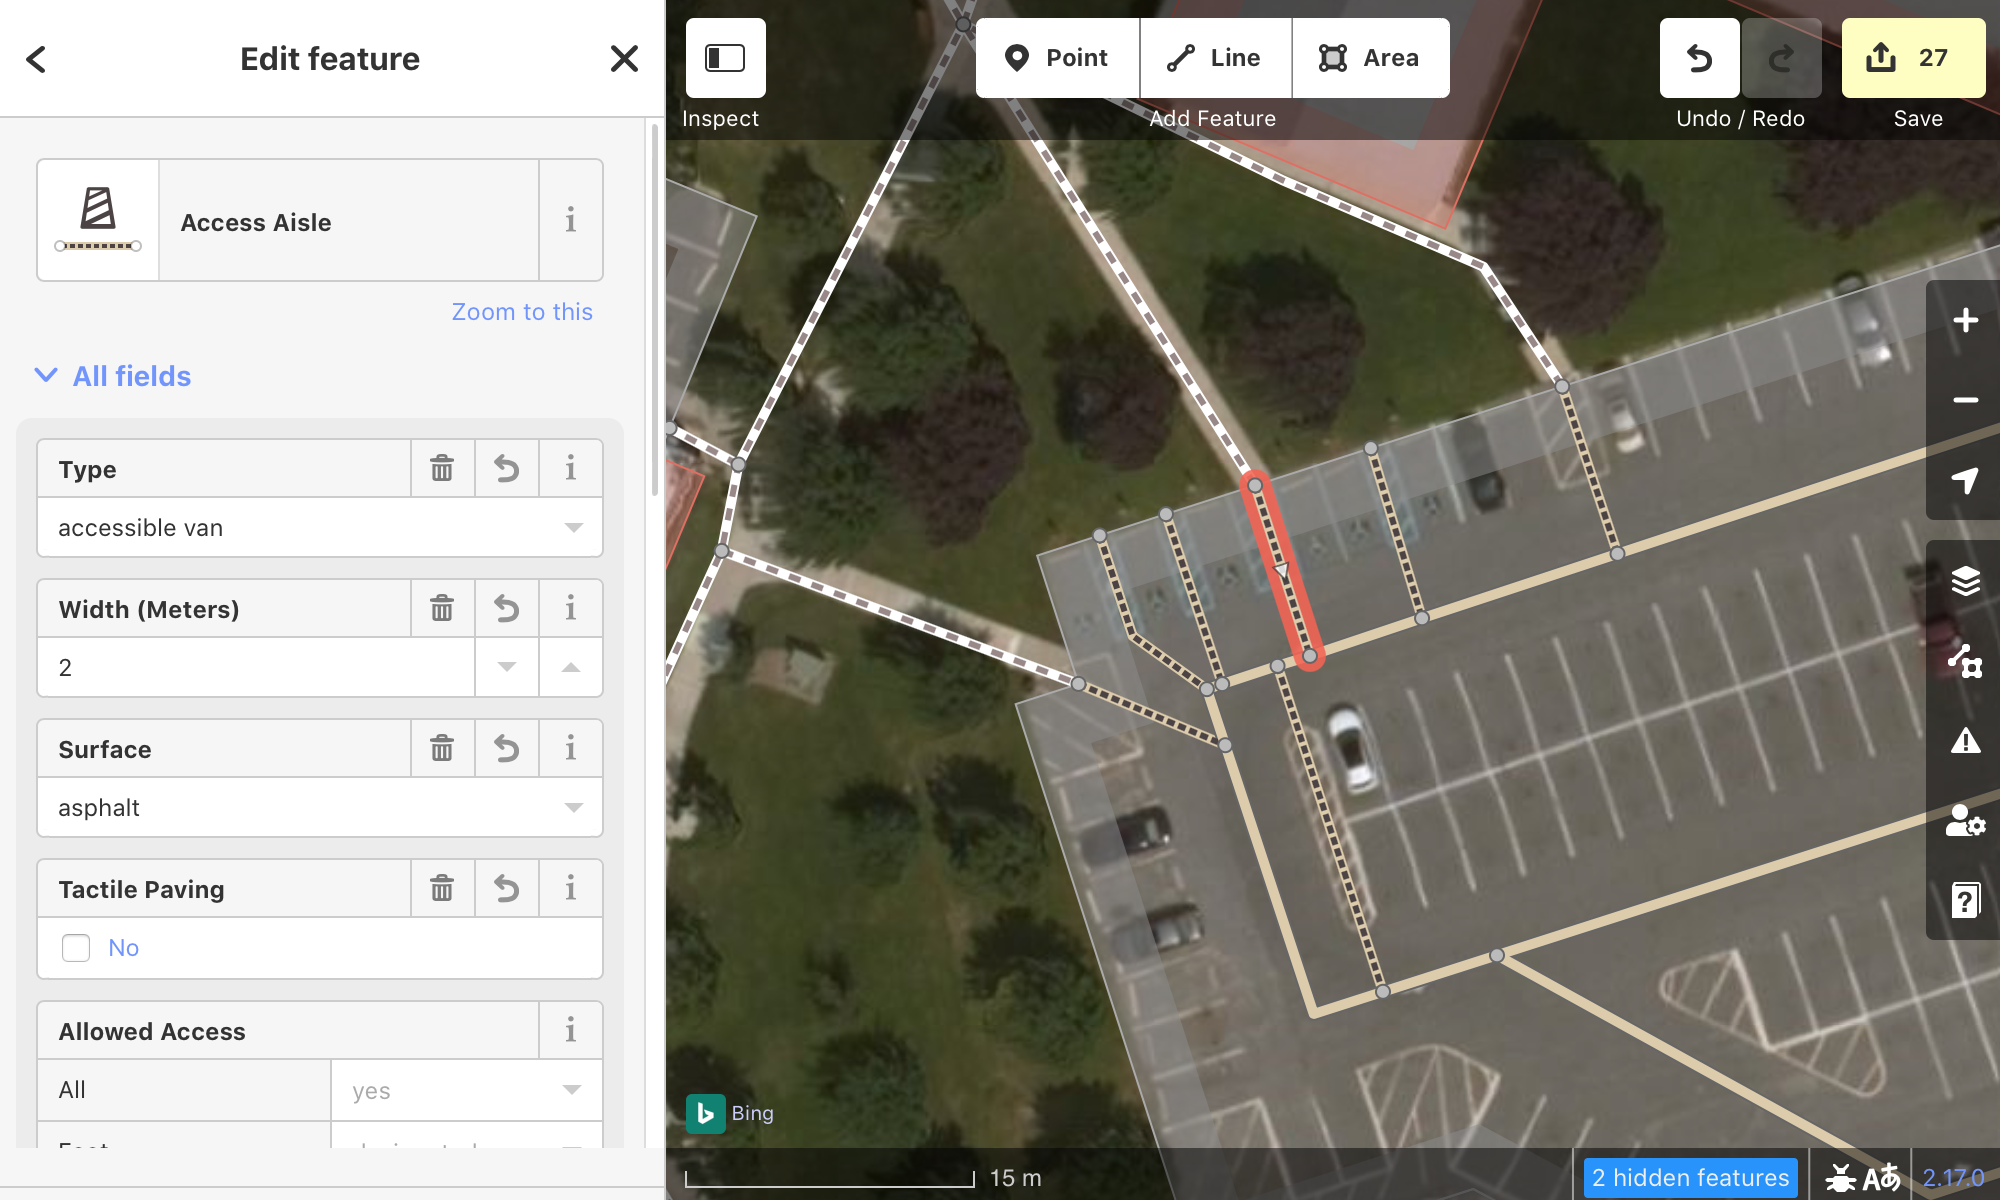 Edit feature
Access Aisle
Zoom to this
All fields
Type
accessible van
Width (Meters)
2
Surface
asphalt
Tactile Paving
No
Allowed Access
All
yes
Inspect
Point
Line
Area
Add Feature
Undo / Redo
27
Save
Bing
15 m
2 hidden features
2.17.0